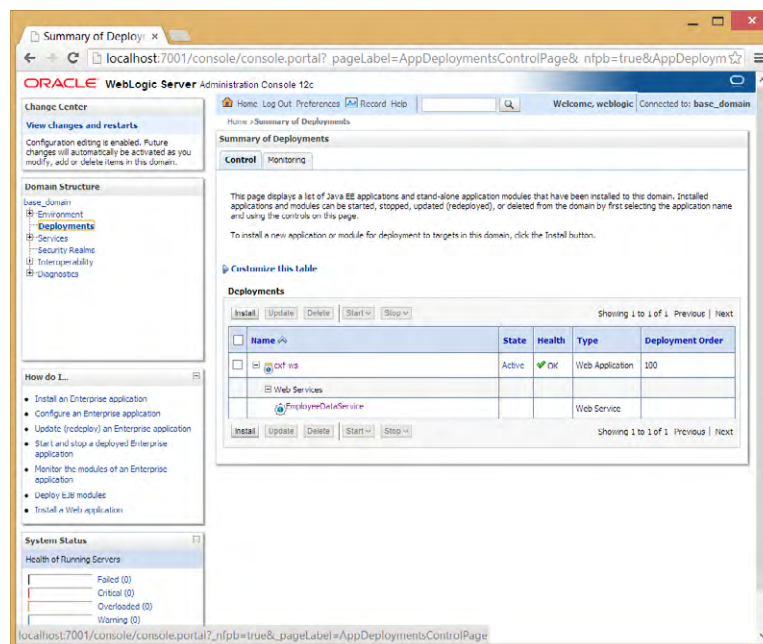 Summary of Deploy
localhost:7001/console/console.portal?_pageLabel=AppDeploymentsControlPage&_nfpb=true&AppDeploym
ORACLE WebLogic Server Administration Console 12c
Change Center
View changes and restarts
Configuration editing is enabled. Future
changes will automatically be activated as you
modify, add or delete items in this domain.
Domain Structure
base_domain
Environment
Deployments
Services
Security Realms
Interoperability
Diagnostics
How do I...
Install an Enterprise application
Configure an Enterprise application
Update (redeploy) an Enterprise application
Start and stop a deployed Enterprise
application
Monitor the modules of an Enterprise
application
Deploy EJB modules
Install a Web application
System Status
Health of Running Servers
Failed (0)
Critical (0)
Overloaded (0)
Warning (0)
Home Log Out Preferences Record Help
Welcome, weblogic Connected to: base_domain
Home >Summary of Deployments
Summary of Deployments
Control Monitoring
This page displays a list of Java EE applications and stand-alone application modules that have been installed to this domain. Installed
applications and modules can be started, stopped, updated (redeployed), or deleted from the domain by first selecting the application name
and using the controls on this page.
To install a new application or module for deployment to targets in this domain, click the Install button.
Customize this table
Deployments
Install Update Delete Start Stop Showing 1 to 1 of 1 Previous | Next
Name State Health Type Deployment Order
cxf-ws Active OK Web Application 100
Web Services
EmployeeDataService Web Service
Install Update Delete Start Stop Showing 1 to 1 of 1 Previous | Next
localhost:7001/console/console.portal?_nfpb=true&_pageLabel=AppDeploymentsControlPage